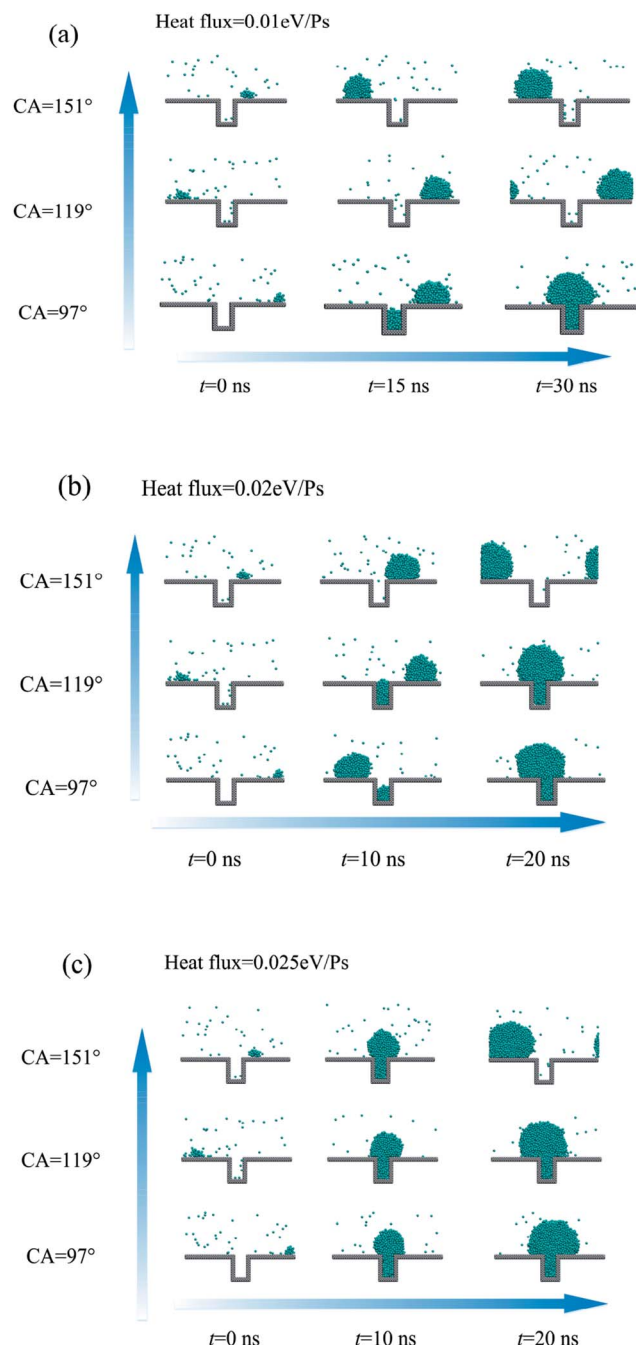 (a)
Heat flux=0.01eV/Ps
CA=151°
CA=119°
CA=97°
t=0 ns t=15 ns t=30 ns
(b)
Heat flux=0.02eV/Ps
CA=151°
CA=119°
CA=97°
t=0 ns t=10 ns t=20 ns
(c)
Heat flux=0.025eV/Ps
CA=151°
CA=119°
CA=97°
t=0 ns t=10 ns t=20 ns